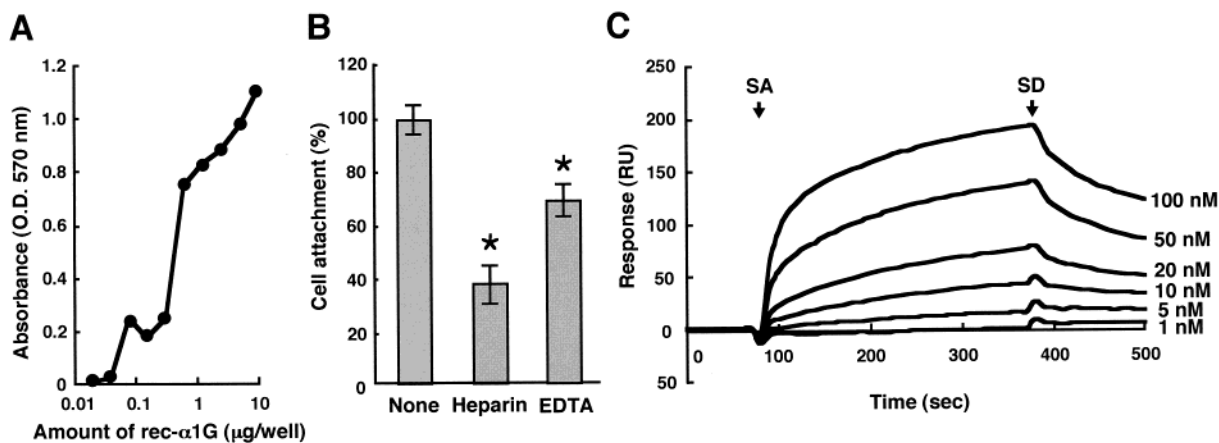 A
Absorbance (O.D. 570 nm)
1.2
1.0
0.8
0.6
0.4
0.2
0
0.01
0.1
1
10
Amount of rec-α1G (μg/well)
B
Cell attachment (%)
120
100
80
60
40
20
0
*
*
None
Heparin
EDTA
C
Response (RU)
250
200
150
100
50
0
50
SA
SD
100 nM
50 nM
20 nM
10 nM
5 nM
1 nM
0
100
200
300
400
500
Time (sec)